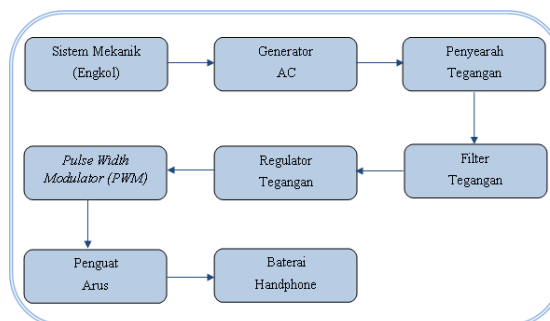 Sistem Mekanik
(Engkol)
Generator
AC
Penyearah
Tegangan
Filter
Tegangan
Regulator
Tegangan
Pulse Width
Modulator (PWM)
Penguat
Arus
Baterai
Handphone